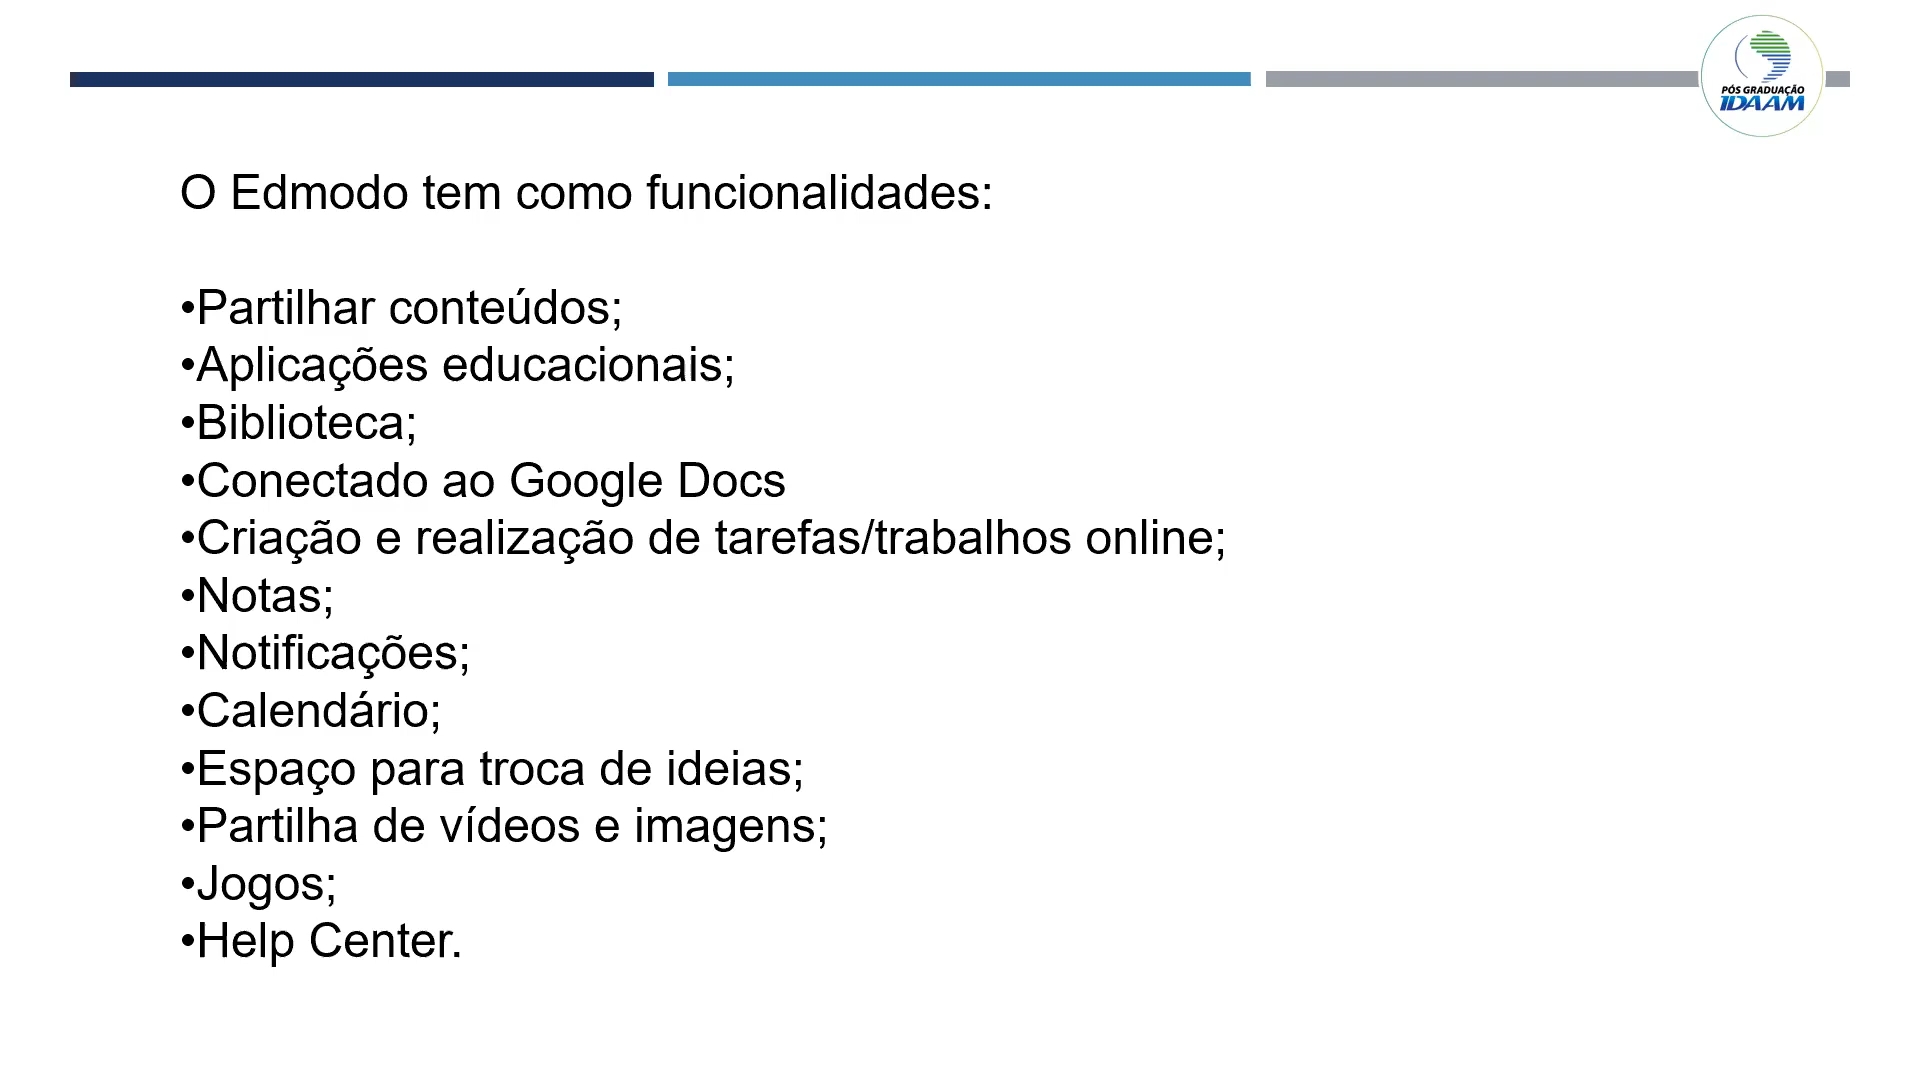 PÓS GRADUAÇÃO
IDAAM
O Edmodo tem como funcionalidades:
•Partilhar conteúdos;
•Aplicações educacionais;
•Biblioteca;
•Conectado ao Google Docs
•Criação e realização de tarefas/trabalhos online;
•Notas;
•Notificações;
•Calendário;
•Espaço para troca de ideias;
•Partilha de vídeos e imagens;
•Jogos;
•Help Center.